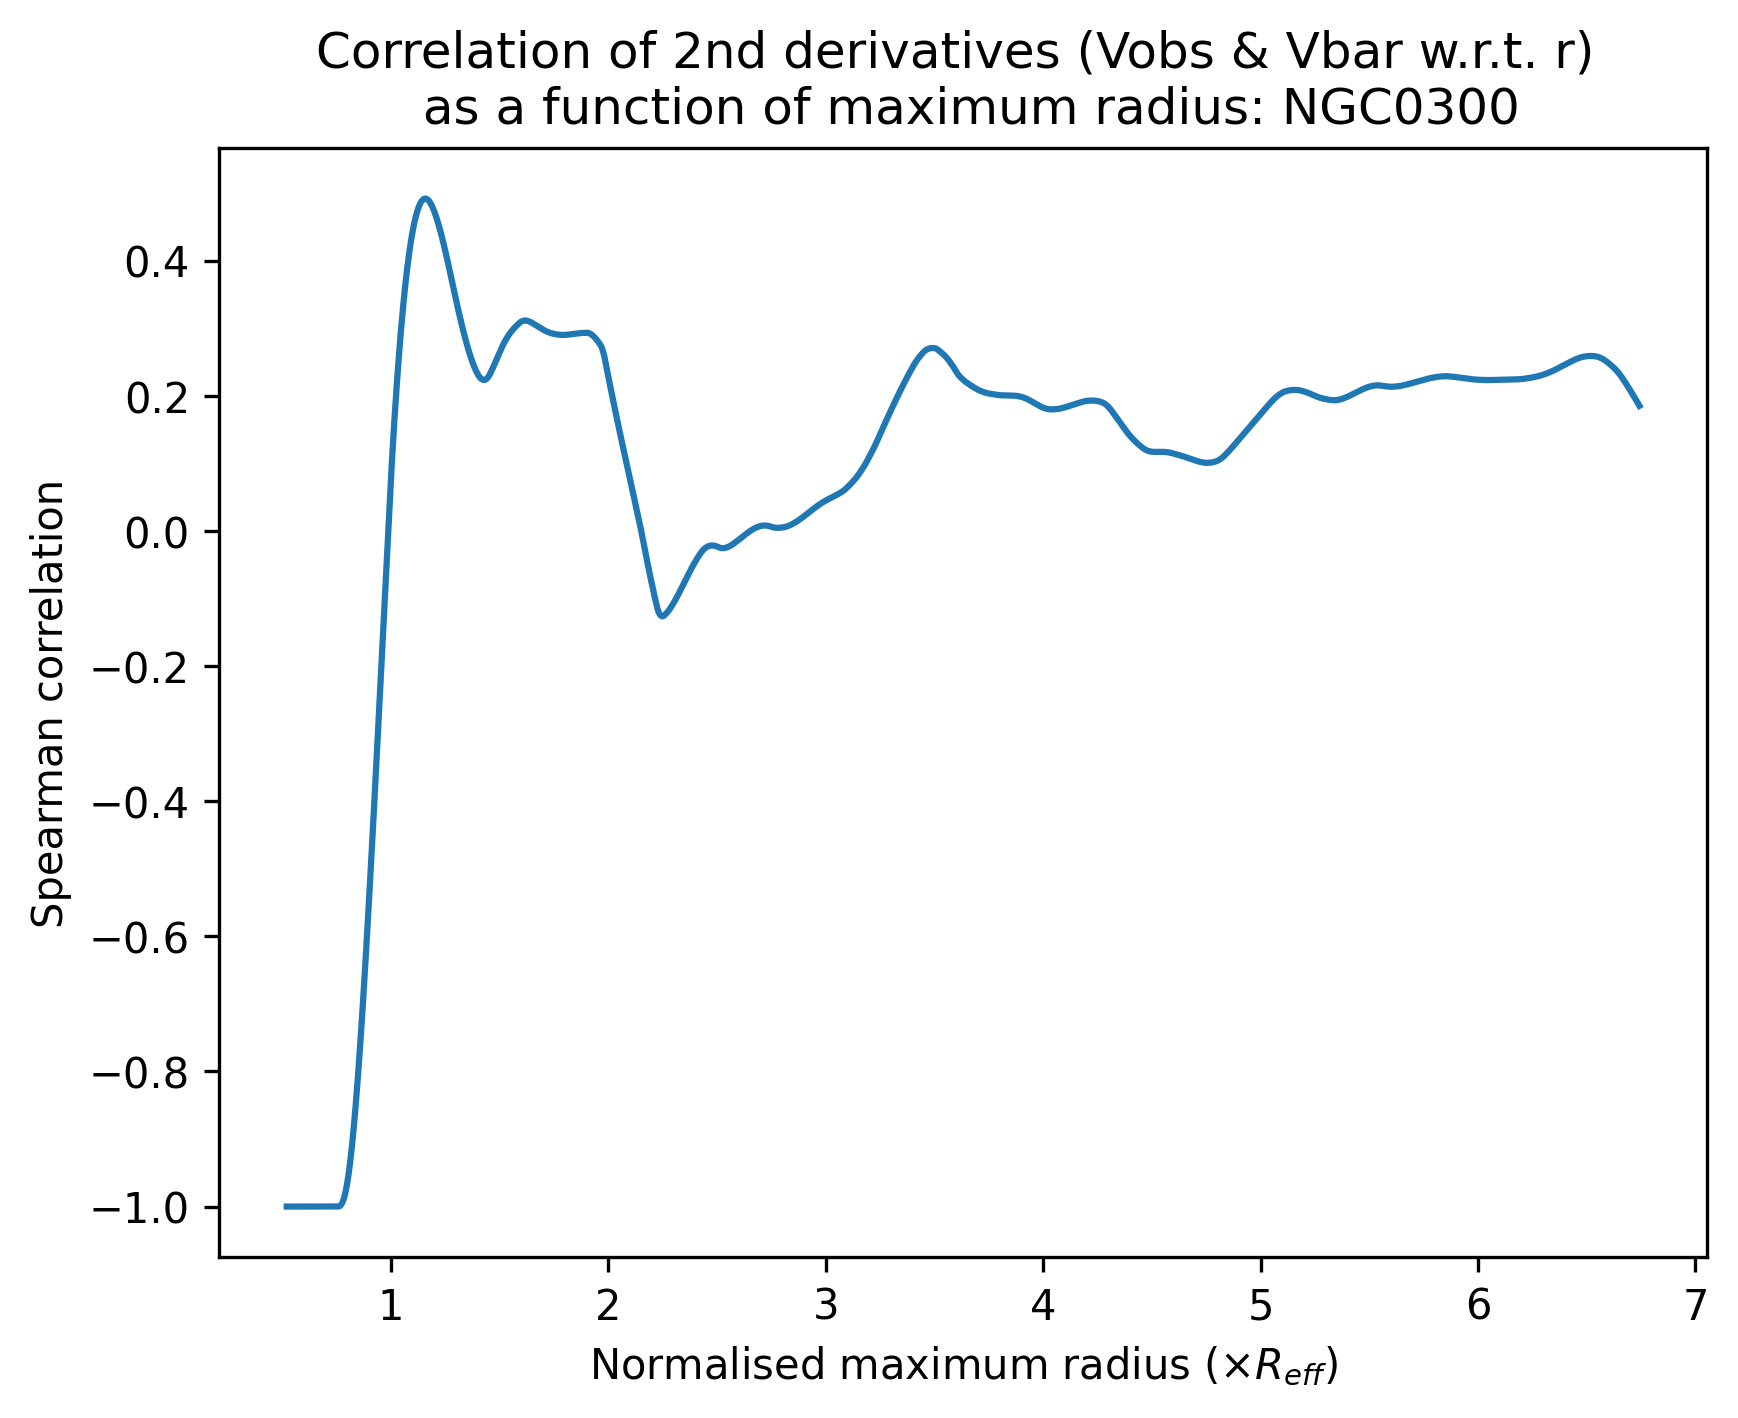 Correlation of 2nd derivatives (Vobs & Vbar w.r.t. r)
as a function of maximum radius: NGC0300
Spearman correlation
0.4
0.2
0.0
−0.2
−0.4
−0.6
−0.8
−1.0
1 2 3 4 5 6 7
Normalised maximum radius (×R_eff)